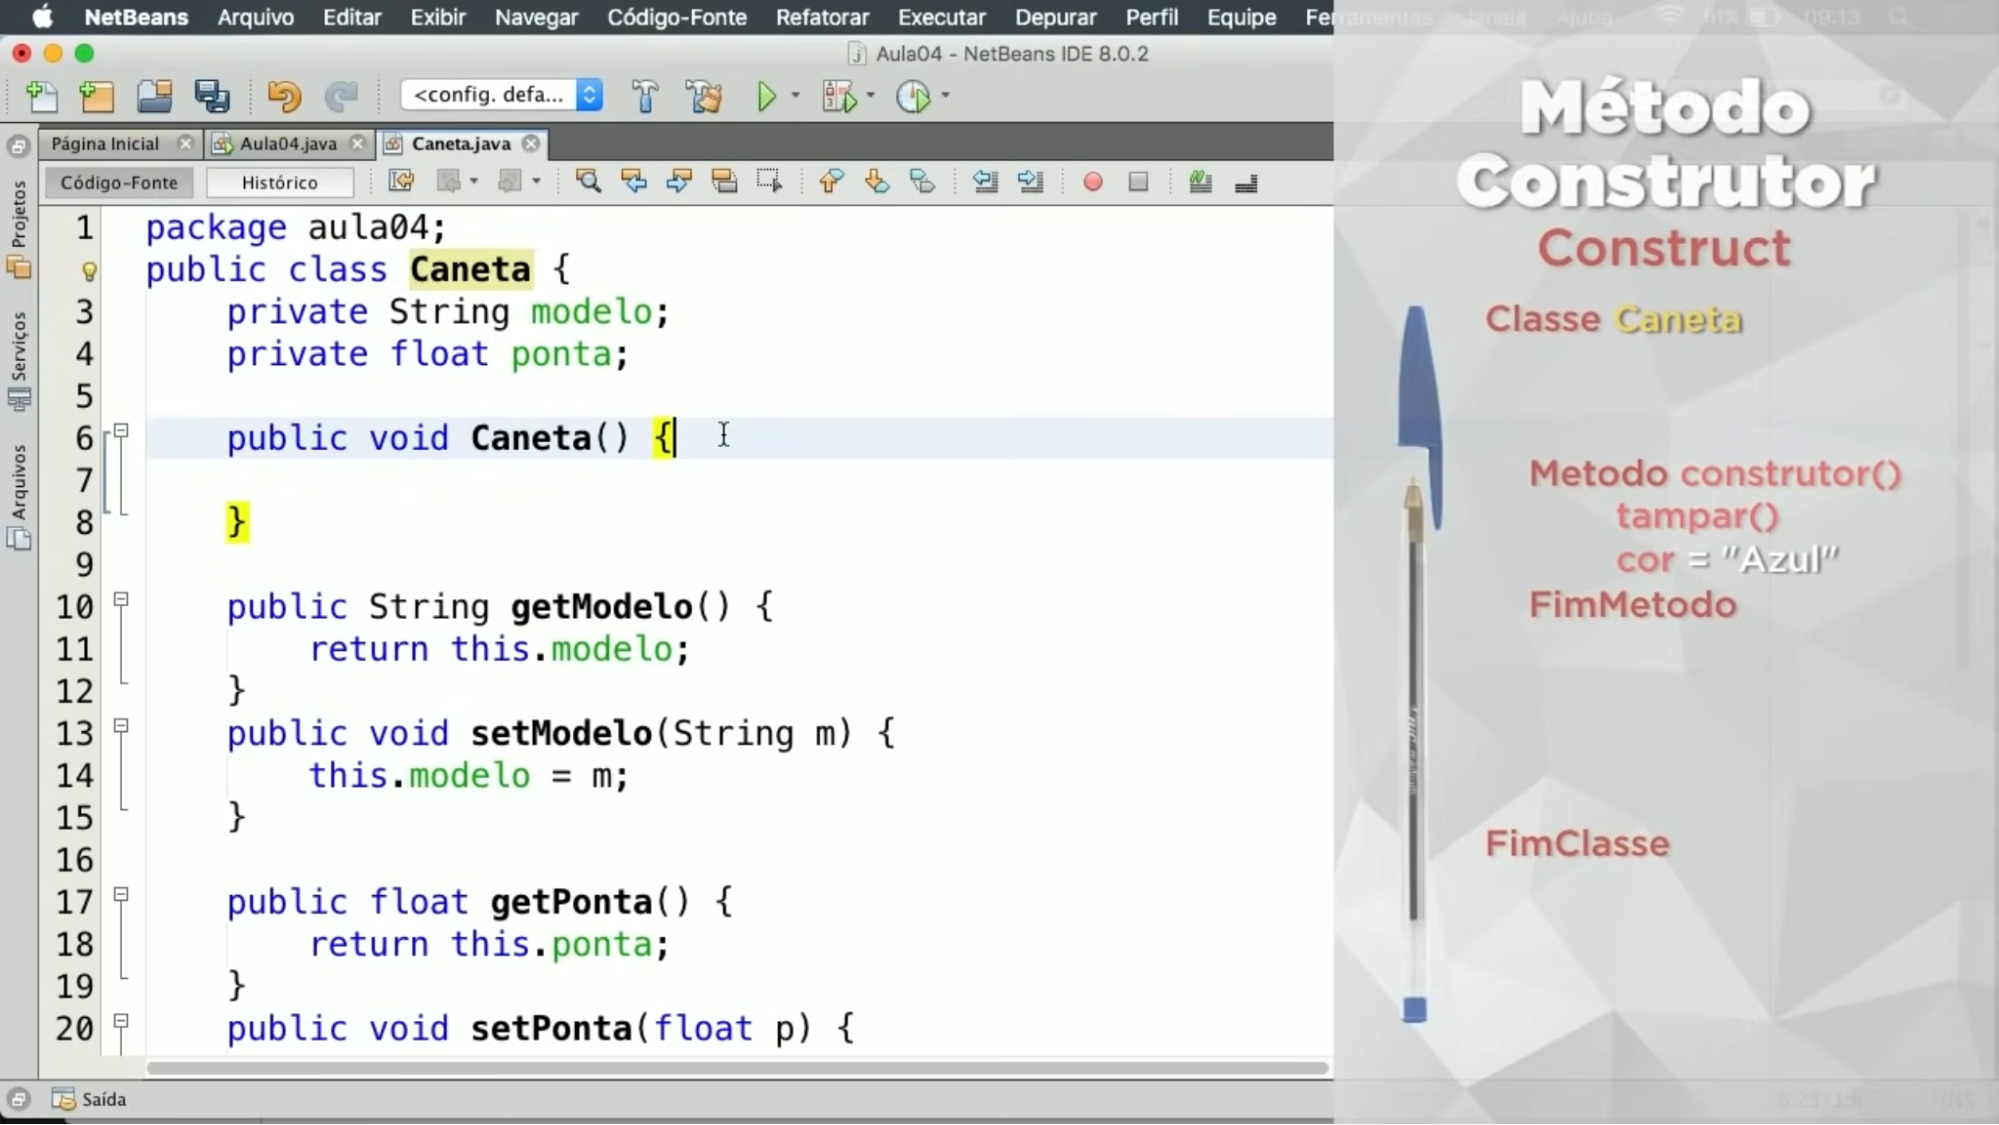 NetBeans Arquivo Editar Exibir Navegar Código-Fonte Refatorar Executar Depurar Perfil Equipe Ferramentas Janela Ajuda 09:13
Aula04 - NetBeans IDE 8.0.2
<config. defa...
Página Inicial Aula04.java Caneta.java
Código-Fonte Histórico
Projetos
Serviços
Arquivos
1 package aula04;
public class Caneta {
3 private String modelo;
4 private float ponta;
5
6 public void Caneta() {
7
8 }
9
10 public String getModelo() {
11 return this.modelo;
12 }
13 public void setModelo(String m) {
14 this.modelo = m;
15 }
16
17 public float getPonta() {
18 return this.ponta;
19 }
20 public void setPonta(float p) {
Saída
Método
Construtor
Construct
Classe Caneta
Metodo construtor()
tampar()
cor = "Azul"
FimMetodo
FimClasse